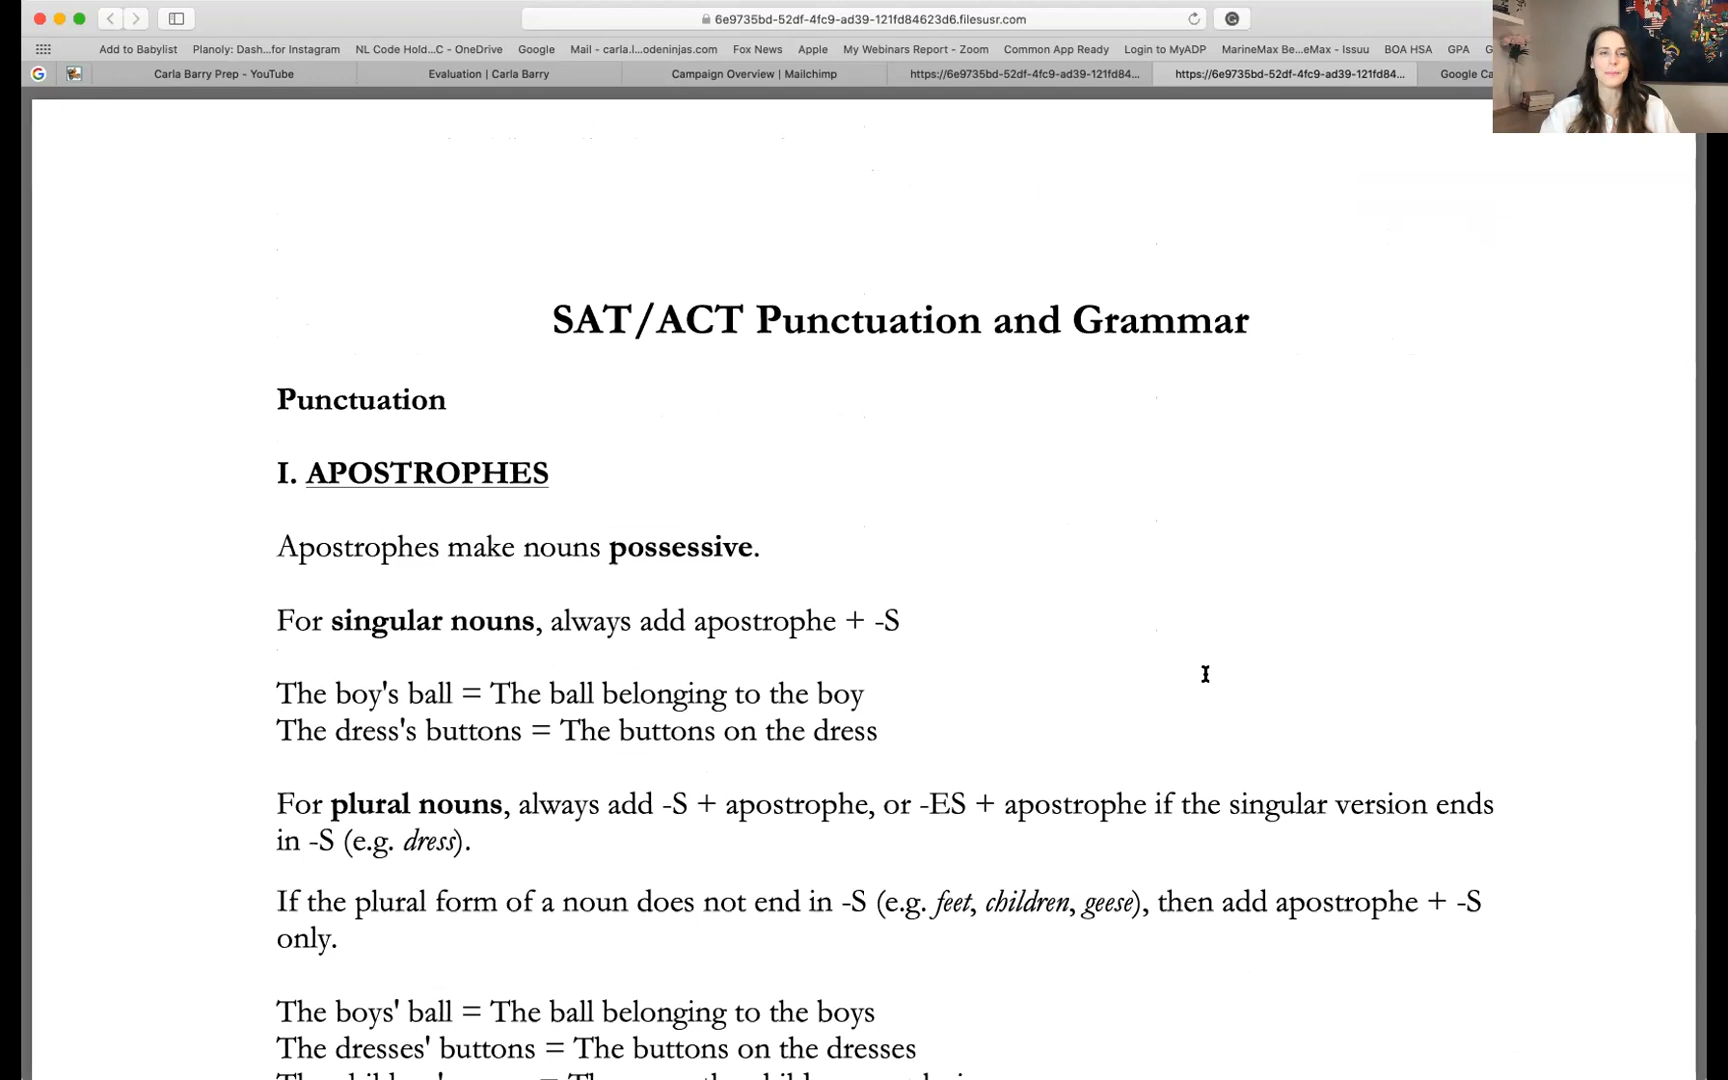 6e9735bd-52df-4fc9-ad39-121fd84623d6.filesusr.com
Add to Babylist Planoly: Dash...for Instagram NL Code Hold...C - OneDrive Google Mail - carla.l...odeninjas.com Fox News Apple My Webinars Report - Zoom Common App Ready Login to MyADP MarineMax Be...eMax - Issuu BOA HSA GPA
Carla Barry Prep - YouTube Evaluation | Carla Barry Campaign Overview | Mailchimp https://6e9735bd-52df-4fc9-ad39-121fd84... https://6e9735bd-52df-4fc9-ad39-121fd84... Google
SAT/ACT Punctuation and Grammar
Punctuation
I. APOSTROPHES
Apostrophes make nouns possessive.
For singular nouns, always add apostrophe + -S
The boy's ball = The ball belonging to the boy
The dress's buttons = The buttons on the dress
For plural nouns, always add -S + apostrophe, or -ES + apostrophe if the singular version ends
in -S (e.g. dress).
If the plural form of a noun does not end in -S (e.g. feet, children, geese), then add apostrophe + -S
only.
The boys' ball = The ball belonging to the boys
The dresses' buttons = The buttons on the dresses